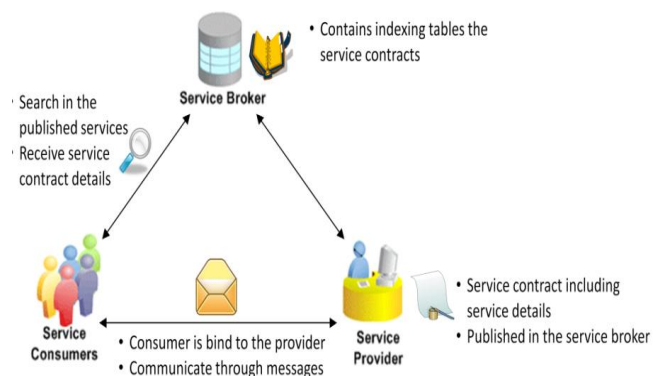 • Contains indexing tables the
service contracts
Service Broker
• Search in the
published services
• Receive service
contract details
Service
Consumers
• Consumer is bind to the provider
• Communicate through messages
Service
Provider
• Service contract including
service details
• Published in the service broker